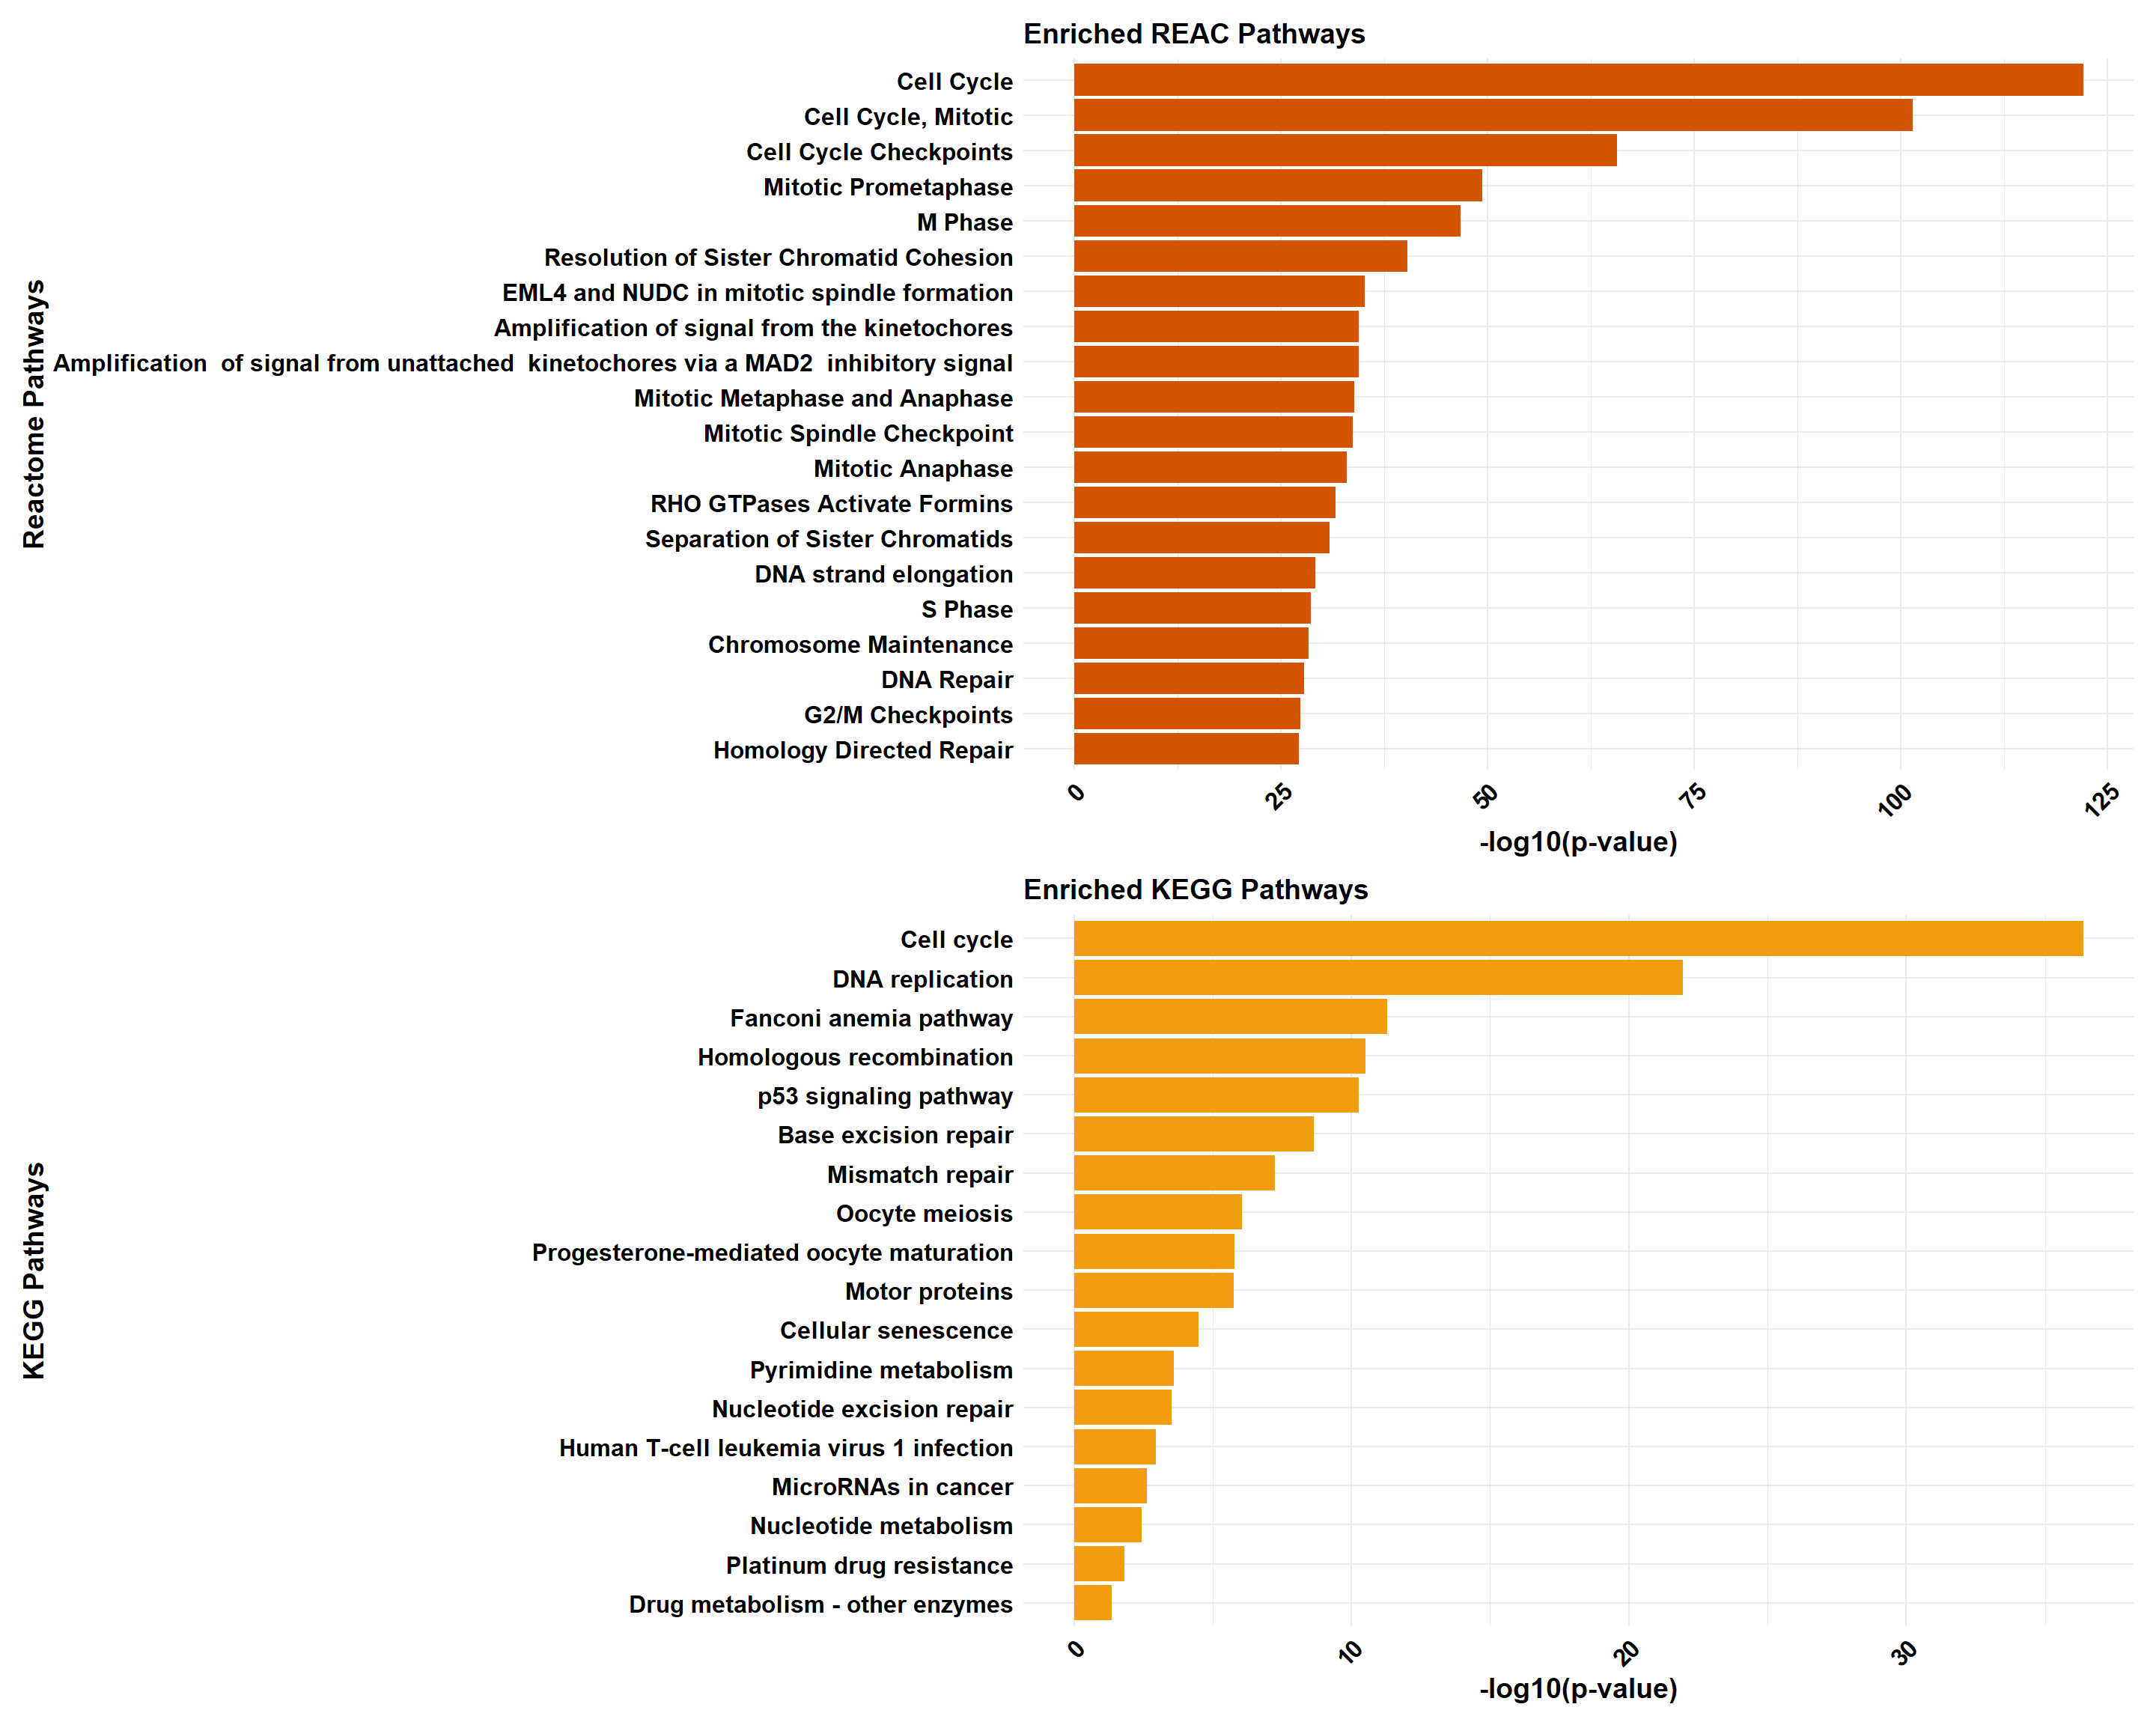 Enriched REAC Pathways
Reactome Pathways
Cell Cycle
Cell Cycle, Mitotic
Cell Cycle Checkpoints
Mitotic Prometaphase
M Phase
Resolution of Sister Chromatid Cohesion
EML4 and NUDC in mitotic spindle formation
Amplification of signal from the kinetochores
Amplification  of signal from unattached  kinetochores via a MAD2  inhibitory signal
Mitotic Metaphase and Anaphase
Mitotic Spindle Checkpoint
Mitotic Anaphase
RHO GTPases Activate Formins
Separation of Sister Chromatids
DNA strand elongation
S Phase
Chromosome Maintenance
DNA Repair
G2/M Checkpoints
Homology Directed Repair
0 25 50 75 100 125
-log10(p-value)
Enriched KEGG Pathways
KEGG Pathways
Cell cycle
DNA replication
Fanconi anemia pathway
Homologous recombination
p53 signaling pathway
Base excision repair
Mismatch repair
Oocyte meiosis
Progesterone-mediated oocyte maturation
Motor proteins
Cellular senescence
Pyrimidine metabolism
Nucleotide excision repair
Human T-cell leukemia virus 1 infection
MicroRNAs in cancer
Nucleotide metabolism
Platinum drug resistance
Drug metabolism - other enzymes
0 10 20 30
-log10(p-value)